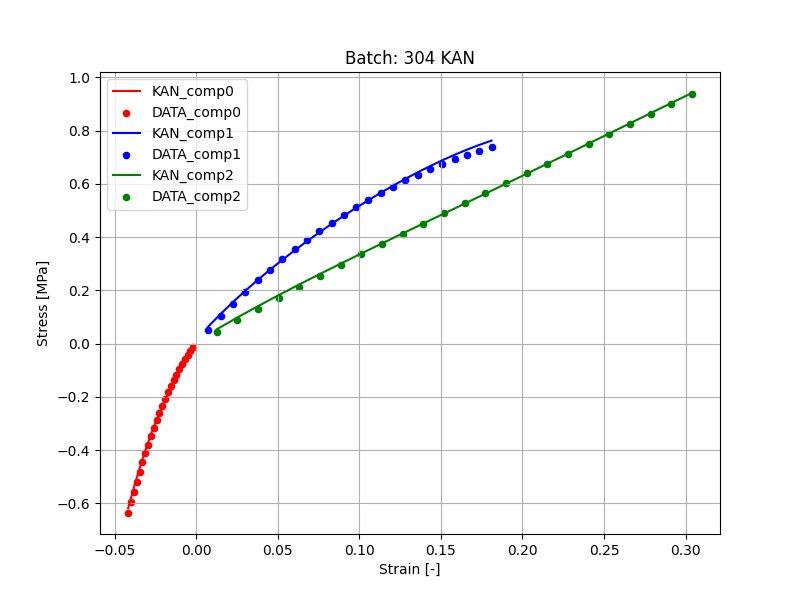 Batch: 304 KAN
KAN_comp0
DATA_comp0
KAN_comp1
DATA_comp1
KAN_comp2
DATA_comp2
1.0
0.8
0.6
0.4
0.2
0.0
−0.2
−0.4
−0.6
Stress [MPa]
−0.05
0.00
0.05
0.10
0.15
0.20
0.25
0.30
Strain [-]